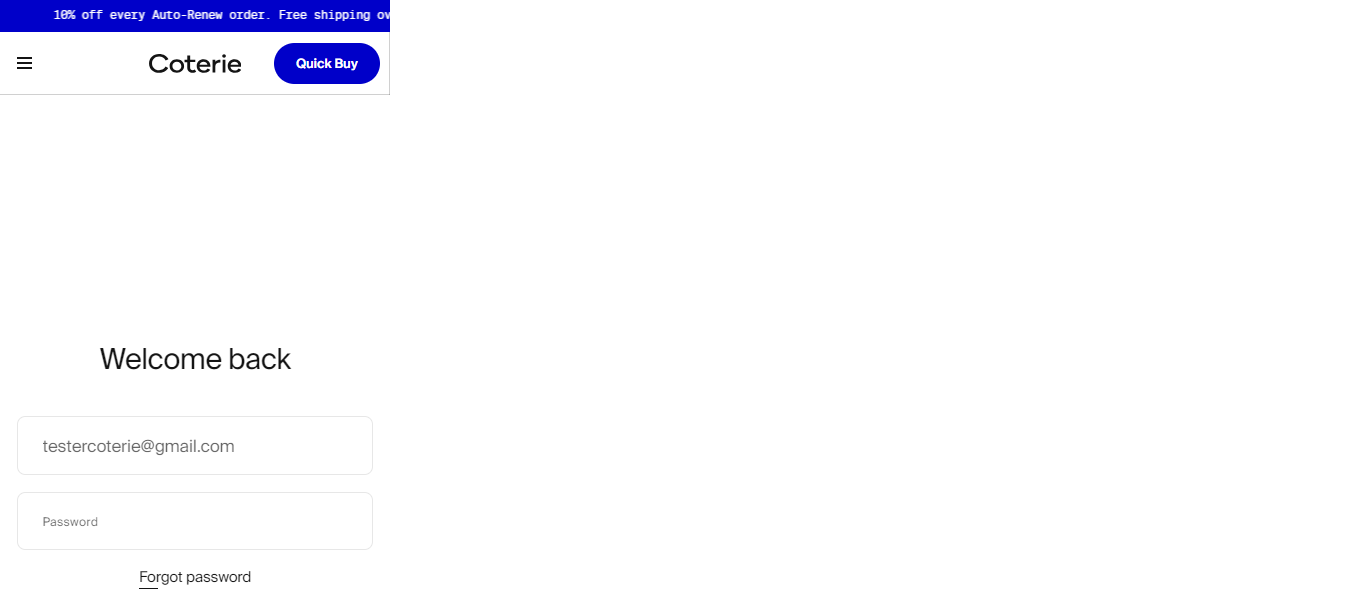 10% off every Auto-Renew order. Free shipping
Coterie
Quick Buy
Welcome back
testercoterie@gmail.com
Password
Forgot password